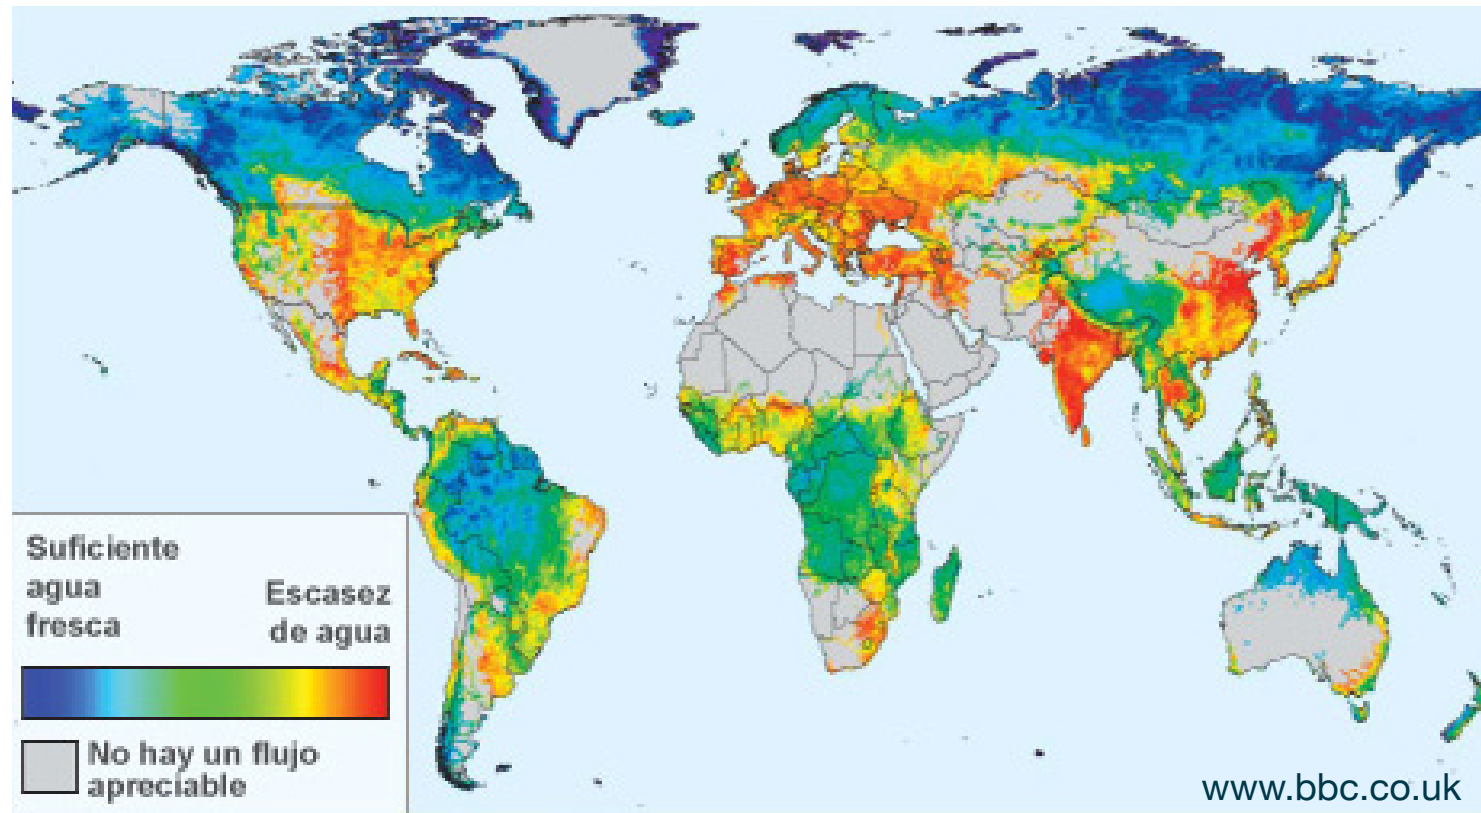 Suficiente
agua
fresca
Escasez
de agua
No hay un flujo
apreciable
www.bbc.co.uk